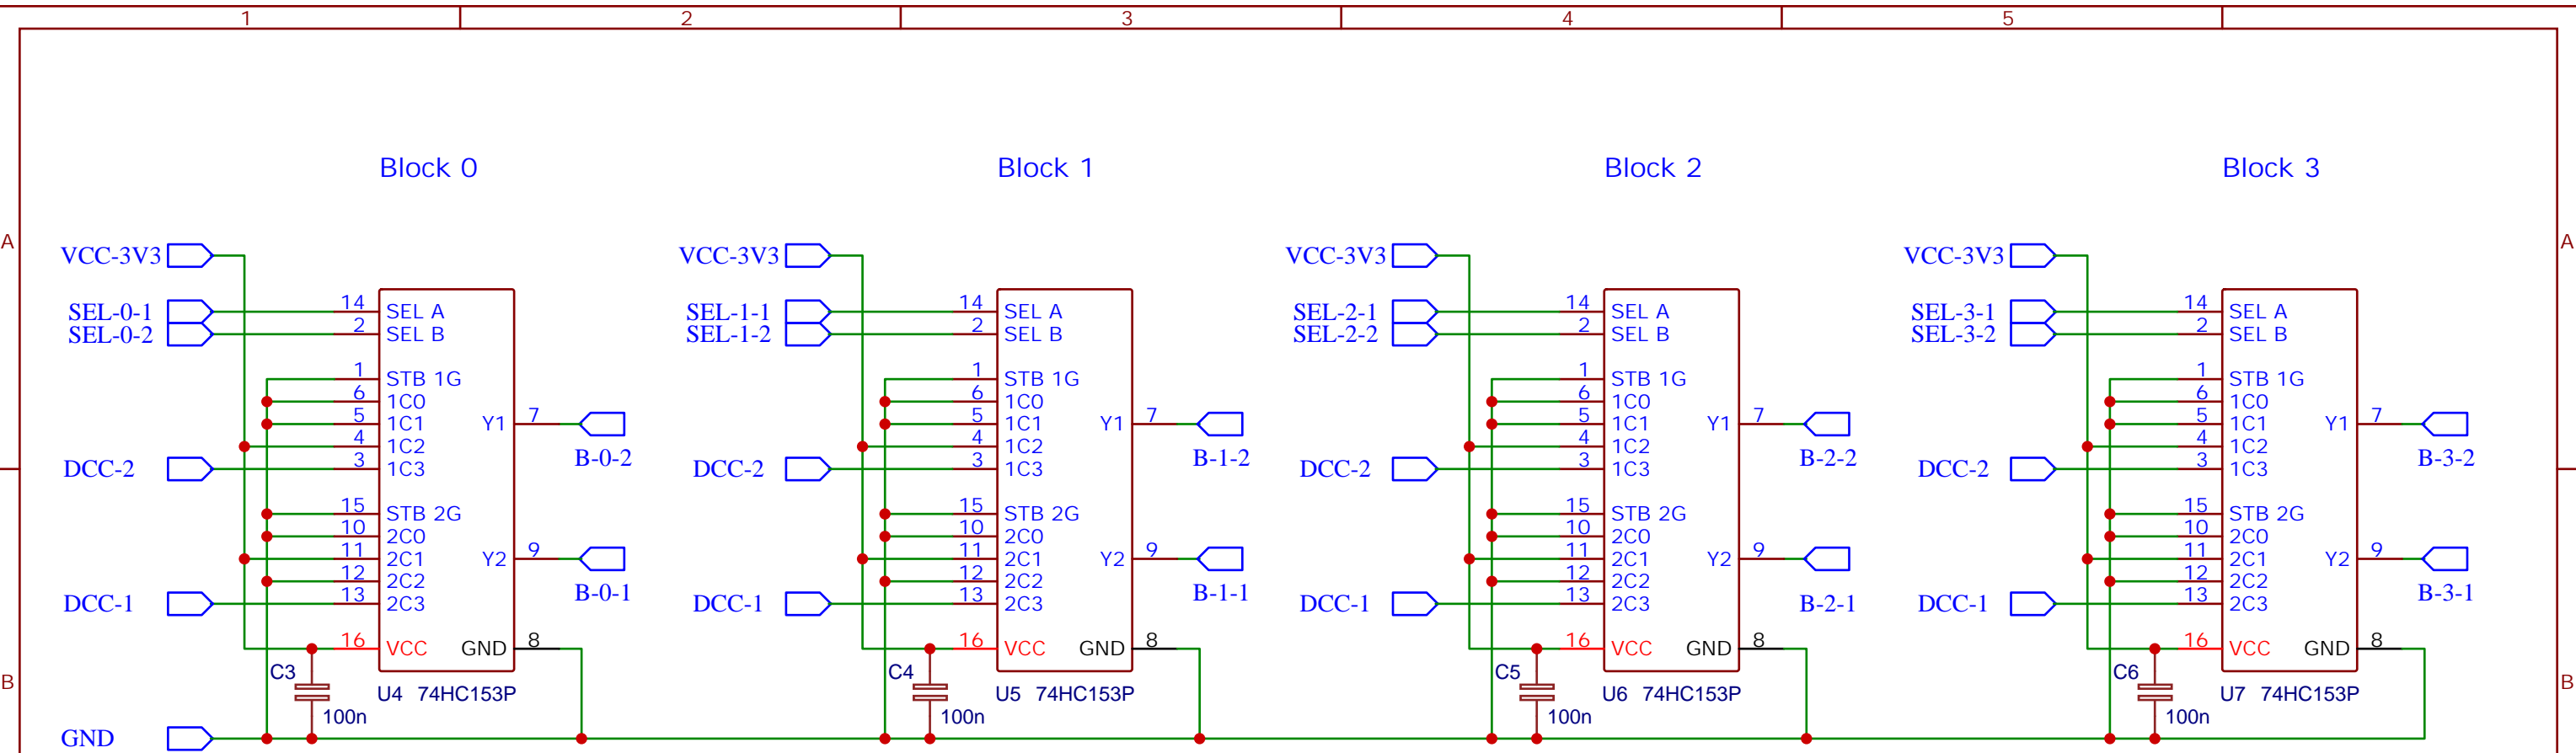 1 2 3 4 5
Block 0 Block 1 Block 2 Block 3
A VCC-3V3 VCC-3V3 VCC-3V3 VCC-3V3 A
SEL-0-1 14 SEL A SEL-1-1 14 SEL A SEL-2-1 14 SEL A SEL-3-1 14 SEL A
SEL-0-2 2 SEL B SEL-1-2 2 SEL B SEL-2-2 2 SEL B SEL-3-2 2 SEL B
1 STB 1G 1 STB 1G 1 STB 1G 1 STB 1G
6 1C0 6 1C0 6 1C0 6 1C0
5 1C1 Y1 7 5 1C1 Y1 7 5 1C1 Y1 7 5 1C1 Y1 7
4 1C2 4 1C2 4 1C2 4 1C2
B-0-2 B-1-2 B-2-2 B-3-2
DCC-2 3 1C3 DCC-2 3 1C3 DCC-2 3 1C3 DCC-2 3 1C3
15 STB 2G 15 STB 2G 15 STB 2G 15 STB 2G
10 2C0 10 2C0 10 2C0 10 2C0
11 2C1 Y2 9 11 2C1 Y2 9 11 2C1 Y2 9 11 2C1 Y2 9
12 2C2 12 2C2 12 2C2 12 2C2
B-0-1 B-1-1 B-2-1 B-3-1
DCC-1 13 2C3 DCC-1 13 2C3 DCC-1 13 2C3 DCC-1 13 2C3
16 VCC GND 8 16 VCC GND 8 16 VCC GND 8 16 VCC GND 8
C3 C4 C5 C6
B U4 74HC153P U5 74HC153P U6 74HC153P U7 74HC153P B
100n 100n 100n 100n
GND